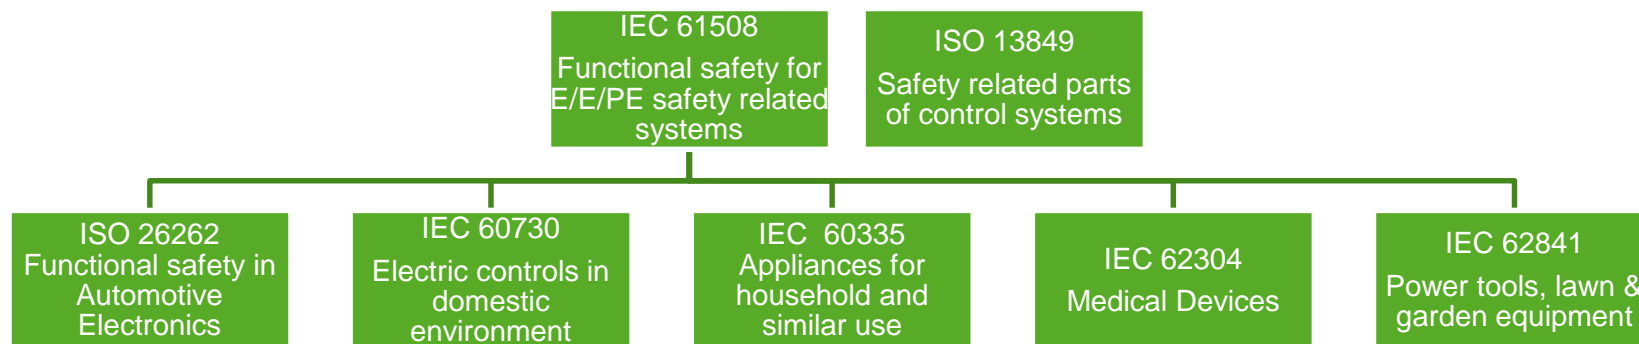 IEC 61508
Functional safety for
E/E/PE safety related
systems
ISO 13849
Safety related parts
of control systems
ISO 26262
Functional safety in
Automotive
Electronics
IEC 60730
Electric controls in
domestic
environment
IEC  60335
Appliances for
household and
similar use
IEC 62304
Medical Devices
IEC 62841
Power tools, lawn &
garden equipment